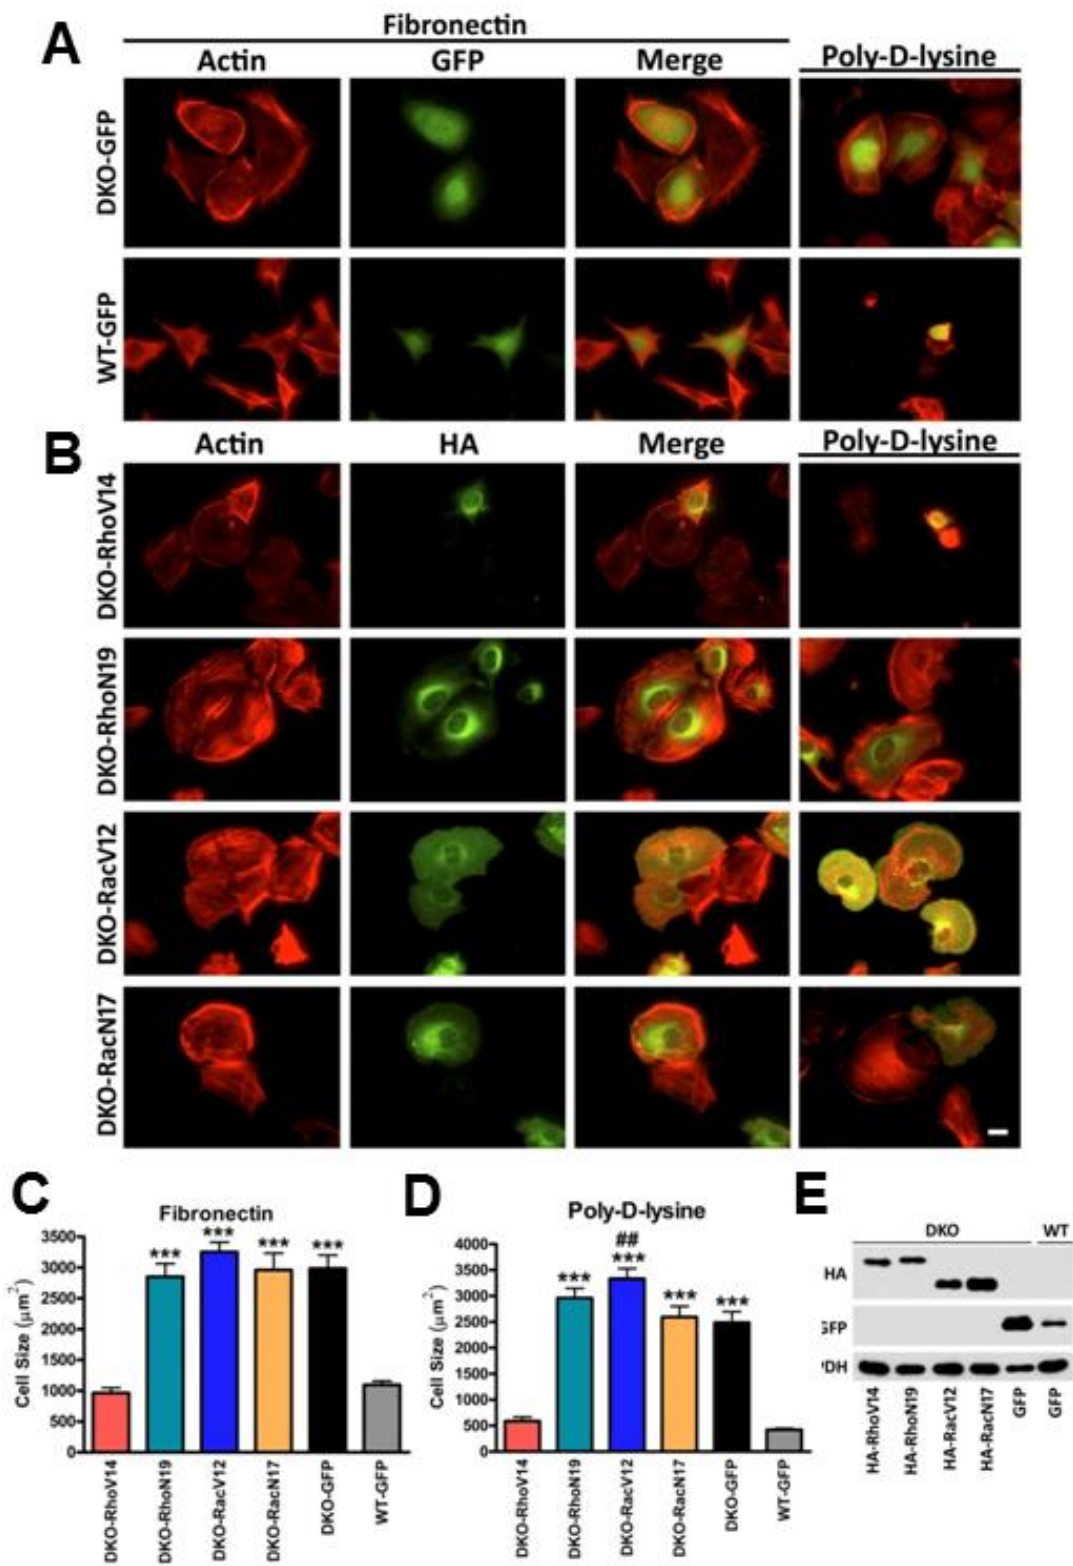 A
Fibronectin
Actin GFP Merge Poly-D-lysine
DKO-GFP
WT-GFP
B
Actin HA Merge Poly-D-lysine
DKO-RhoV14
DKO-RhoN19
DKO-RacV12
DKO-RacN17
C
Fibronectin
Cell Size (μm²)
3500
3000
2500
2000
1500
1000
500
0
*** *** *** ***
DKO-RhoV14
DKO-RhoN19
DKO-RacV12
DKO-RacN17
DKO-GFP
WT-GFP
D
Poly-D-lysine
Cell Size (μm²)
4000
3500
3000
2500
2000
1500
1000
500
0
##
*** *** *** ***
DKO-RhoV14
DKO-RhoN19
DKO-RacV12
DKO-RacN17
DKO-GFP
WT-GFP
E
DKO WT
HA
GFP
PDH
HA-RhoV14
HA-RhoN19
HA-RacV12
HA-RacN17
GFP
GFP